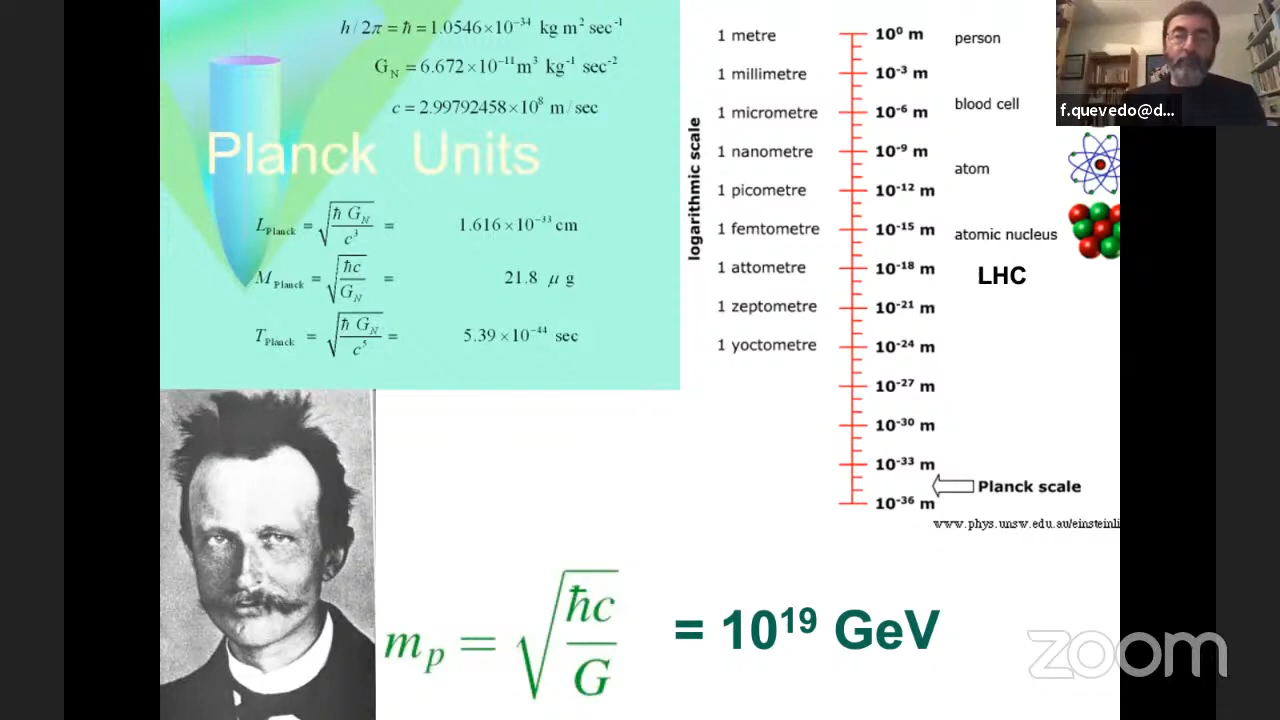 h/2π = ħ = 1.0546×10⁻³⁴ kg m² sec⁻¹
G_N = 6.672×10⁻¹¹ m³ kg⁻¹ sec⁻²
c = 2.99792458×10⁸ m/sec
Planck Units
L_Planck = √(ħ G_N / c³) = 1.616×10⁻³³ cm
M_Planck = √(ħc / G_N) = 21.8 μ g
T_Planck = √(ħ G_N / c⁵) = 5.39×10⁻⁴⁴ sec
logarithmic scale
1 metre 10⁰ m person
1 millimetre 10⁻³ m
1 micrometre 10⁻⁶ m blood cell
1 nanometre 10⁻⁹ m
1 picometre 10⁻¹² m atom
1 femtometre 10⁻¹⁵ m atomic nucleus
1 attometre 10⁻¹⁸ m LHC
1 zeptometre 10⁻²¹ m
1 yoctometre 10⁻²⁴ m
10⁻²⁷ m
10⁻³⁰ m
10⁻³³ m
Planck scale
10⁻³⁶ m
www.phys.unsw.edu.au/einsteinli
f.quevedo@d...
m_p = √(ħc / G) = 10¹⁹ GeV
zoom